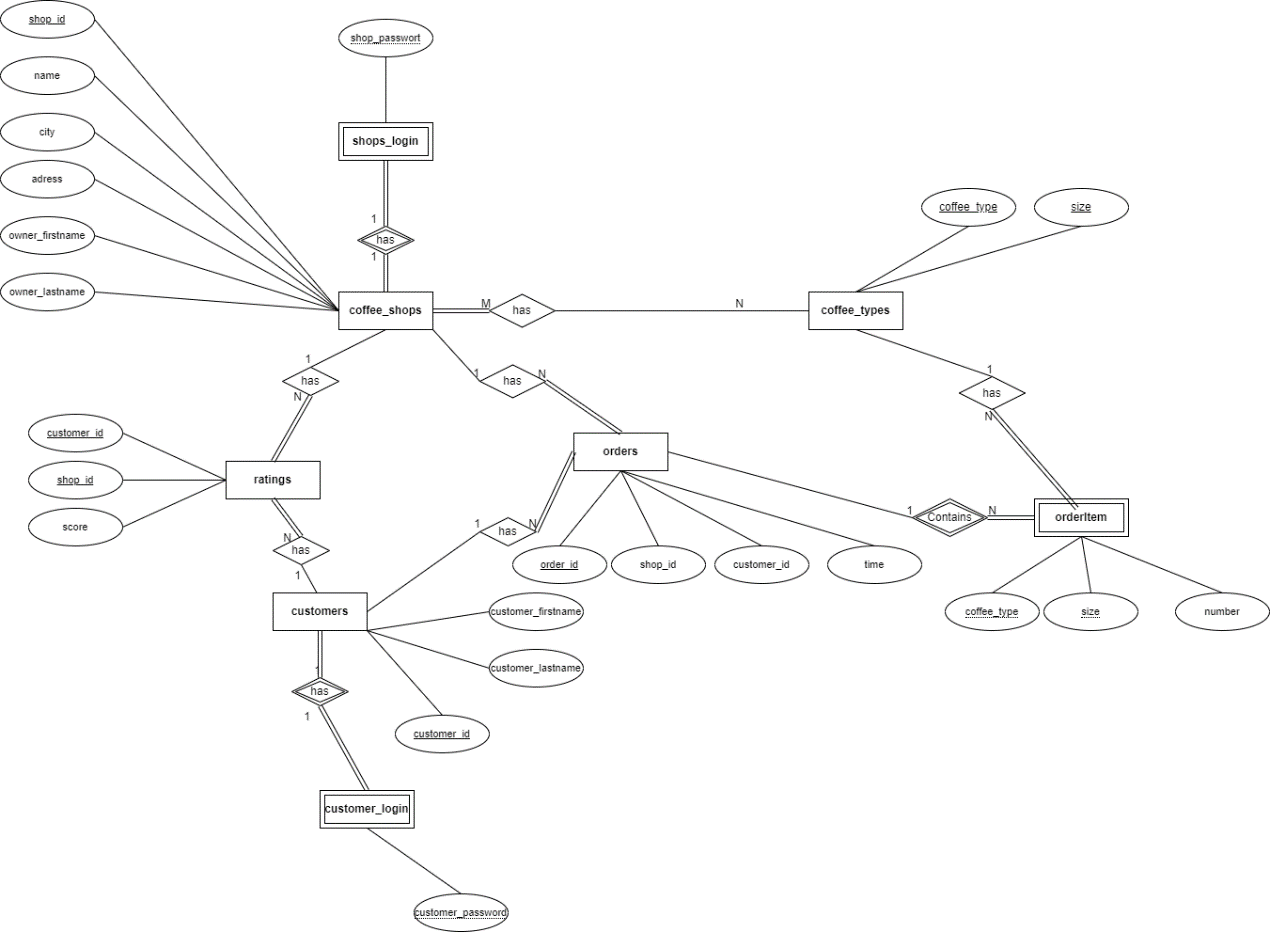 shop_id
shop_passwort
name
city
shops_login
adress
coffee_type
size
1
owner_firstname
has
1
owner_lastname
M
N
coffee_shops
has
coffee_types
1
1
N
1
has
has
has
N
N
customer_id
orders
shop_id
ratings
1
N
1
N
score
has
Contains
orderItem
N
has
order_id
shop_id
customer_id
time
1
customers
customer_firstname
coffee_type
size
number
customer_lastname
1
has
1
customer_id
customer_login
customer_password